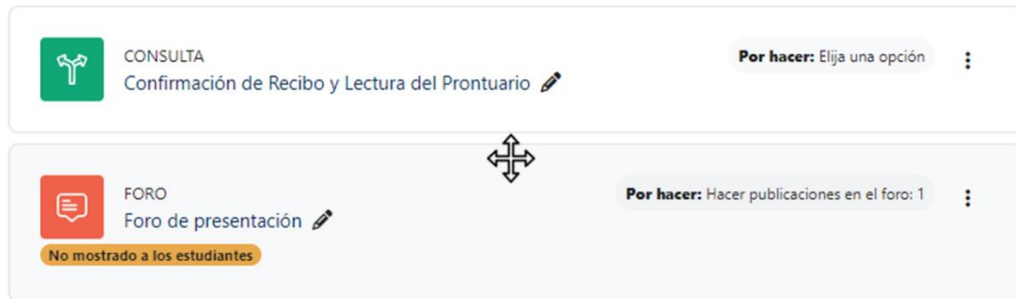 CONSULTA
Confirmación de Recibo y Lectura del Prontuario
Por hacer: Elija una opción
FORO
Foro de presentación
Por hacer: Hacer publicaciones en el foro: 1
No mostrado a los estudiantes